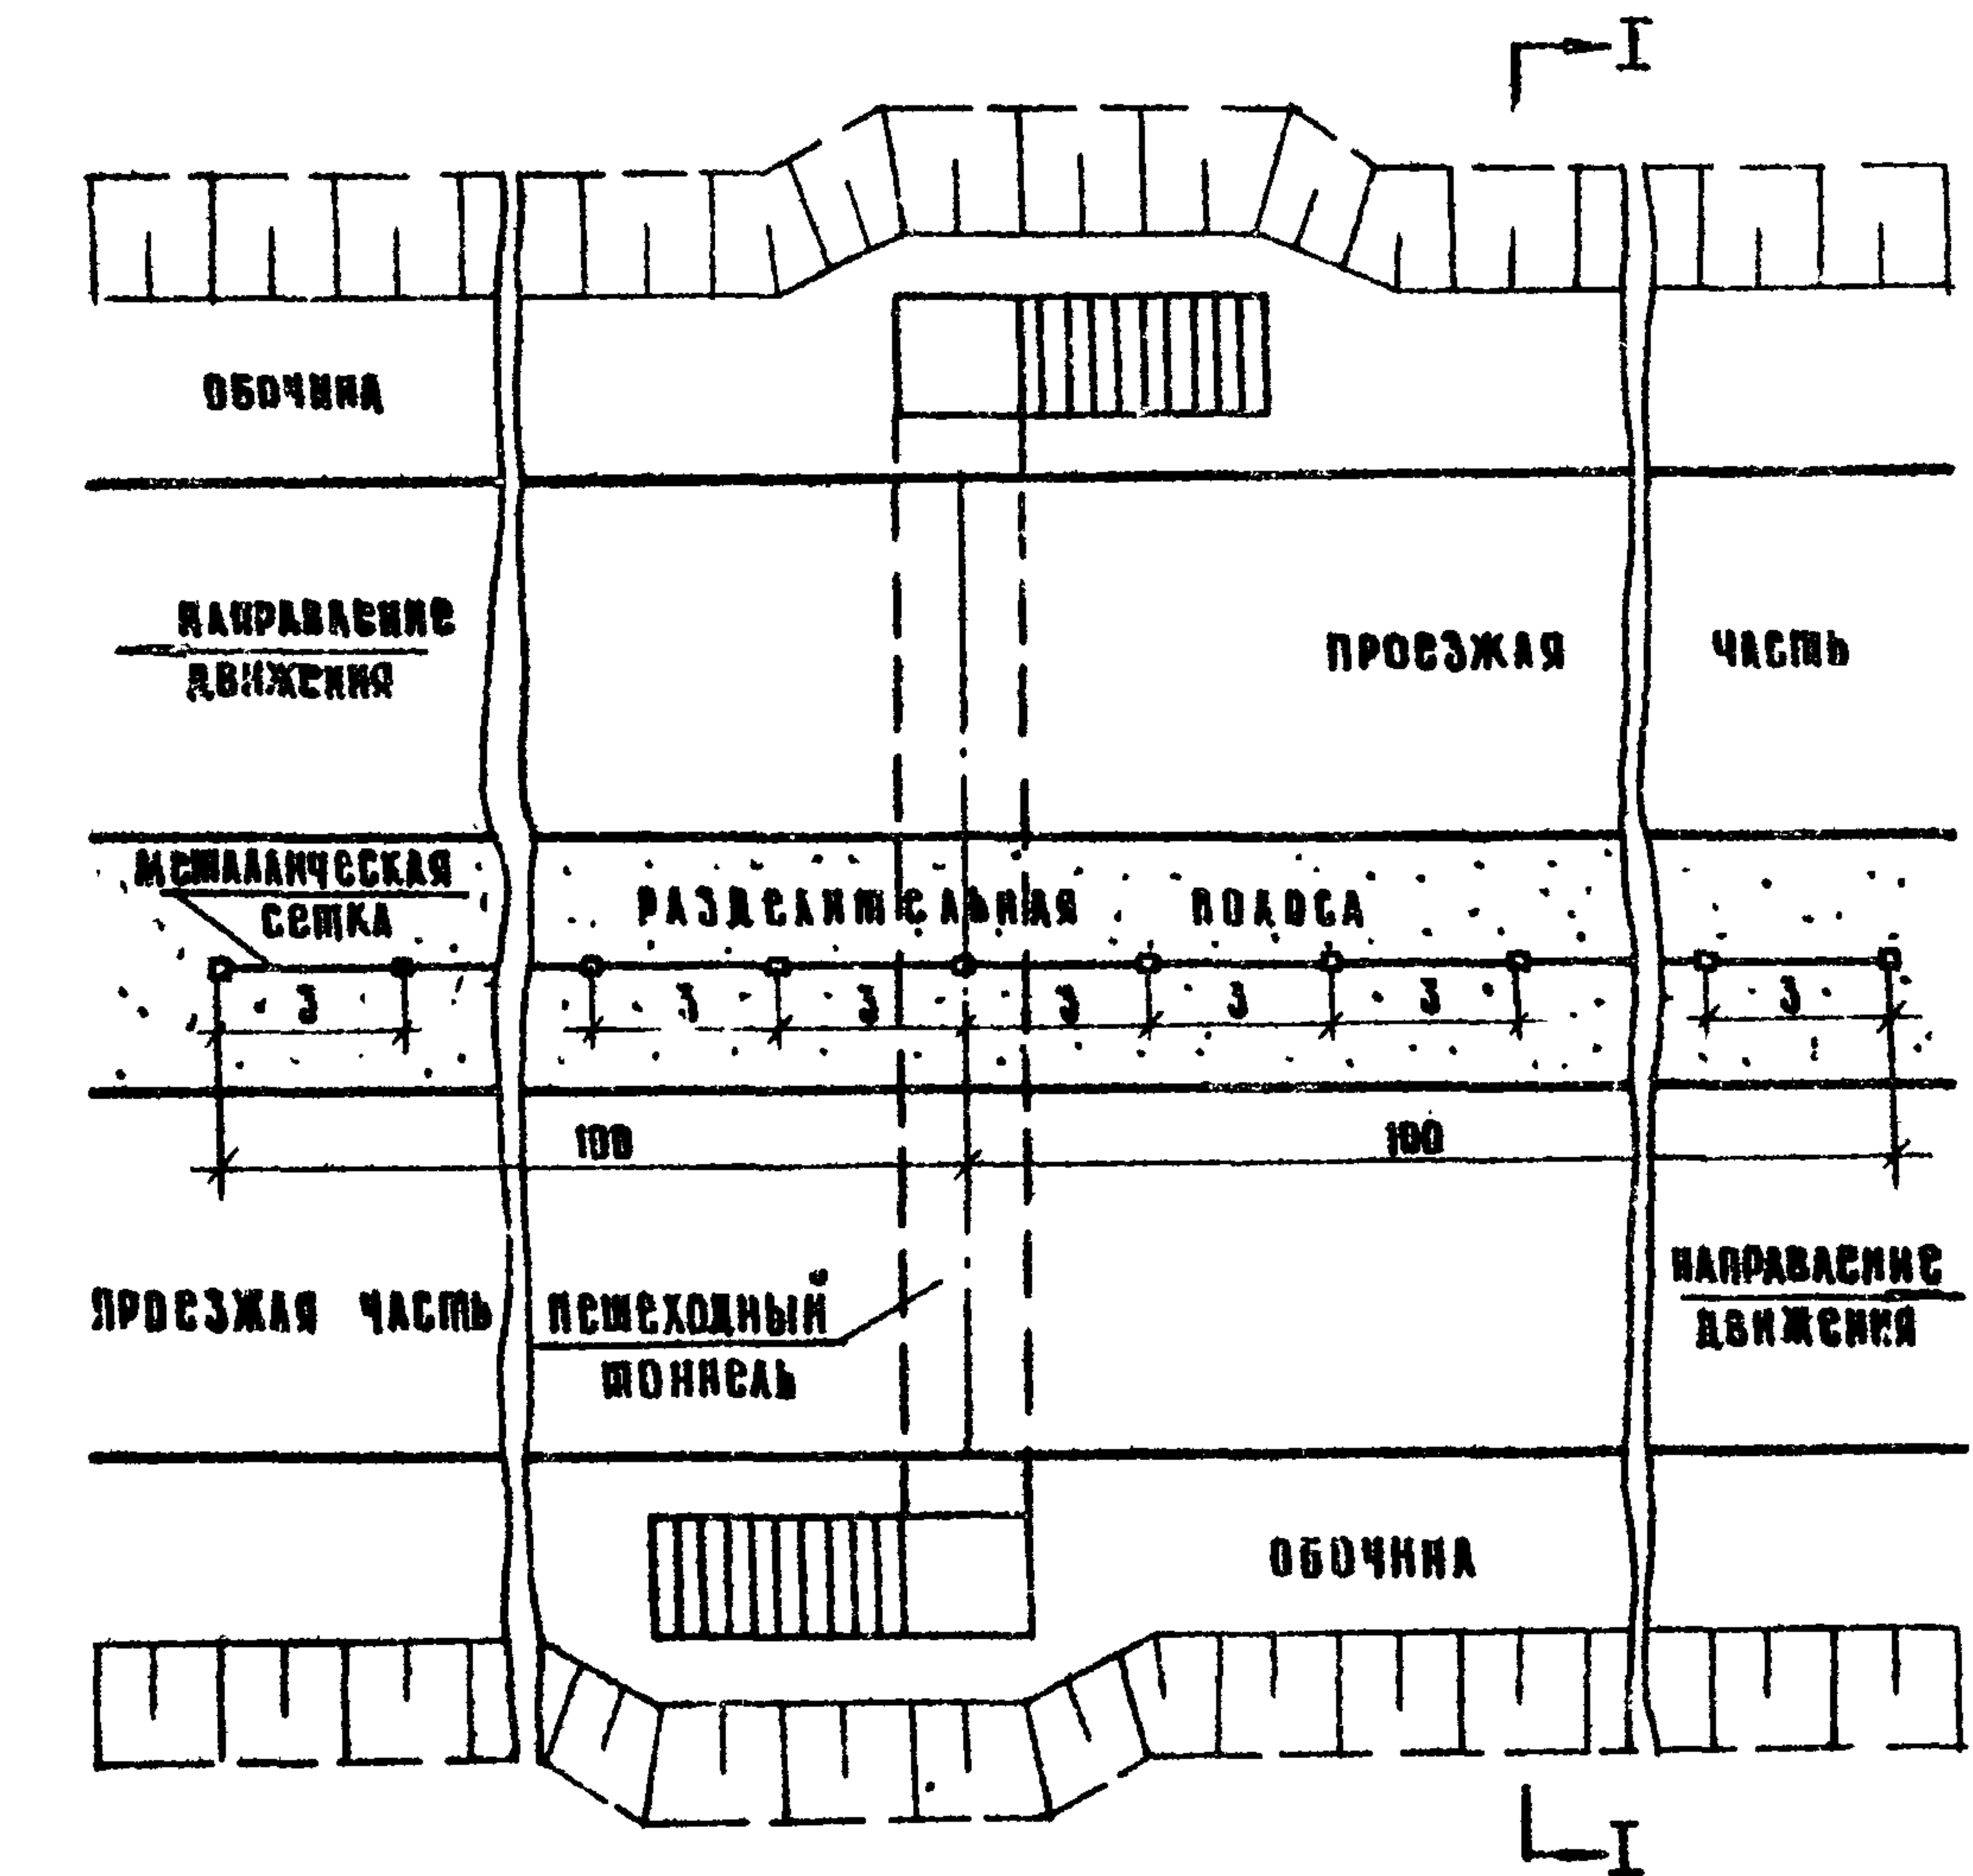 I
ОБОЧИНА
НАПРАВЛЕНИЕ
ДВИЖЕНИЯ
ПРОЕЗЖАЯ ЧАСТЬ
МЕТАЛЛИЧЕСКАЯ
СЕТКА
РАЗДЕЛИТЕЛЬНАЯ ПОЛОСА
3 3 3 3 3 3 3
100 100
НАПРАВЛЕНИЕ
ДВИЖЕНИЯ
ПРОЕЗЖАЯ ЧАСТЬ
ПЕШЕХОДНЫЙ
ТОННЕЛЬ
ОБОЧИНА
I